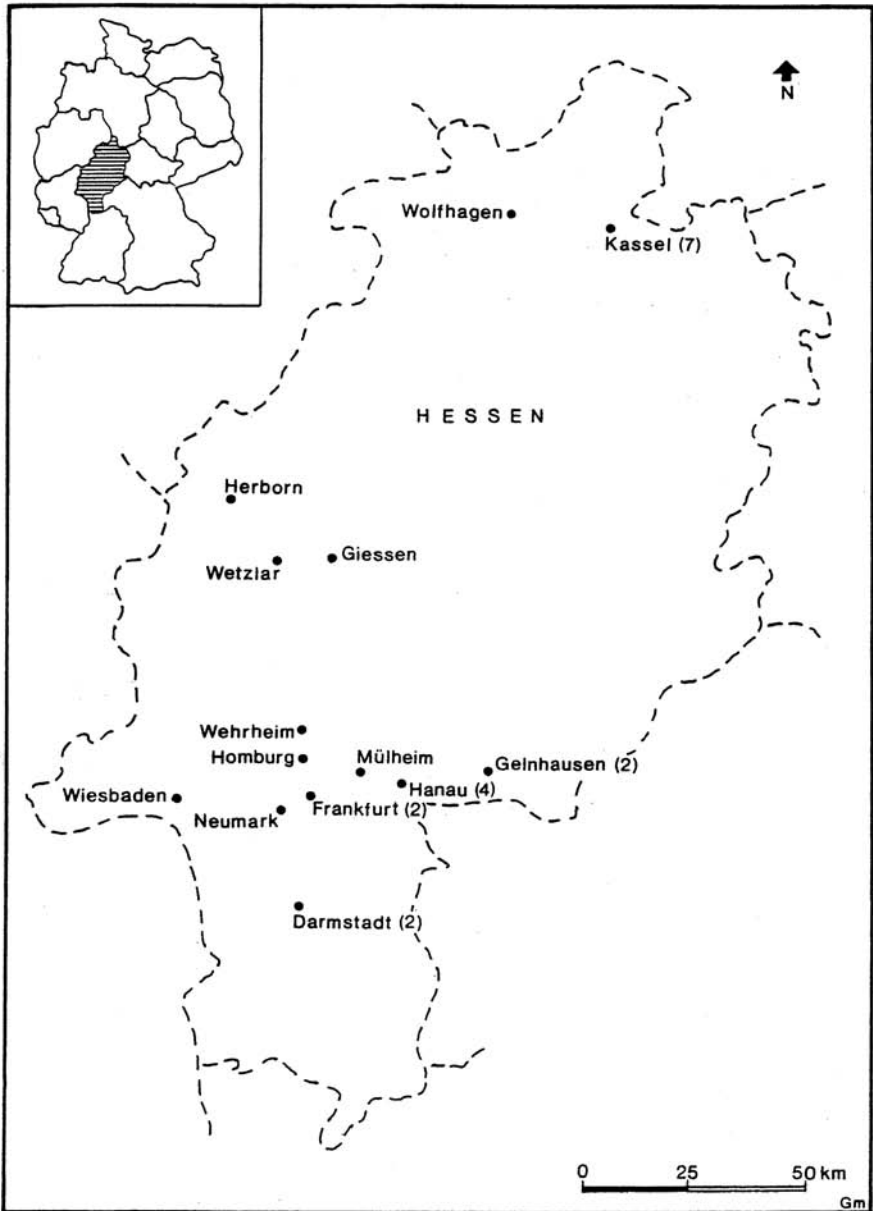 N
Wolfhagen
Kassel (7)
HESSEN
Herborn
Giessen
Wetzlar
Wehrheim
Homburg
Mülheim
Gelnhausen (2)
Hanau (4)
Wiesbaden
Frankfurt (2)
Neumark
Darmstadt (2)
0 25 50 km
Gm